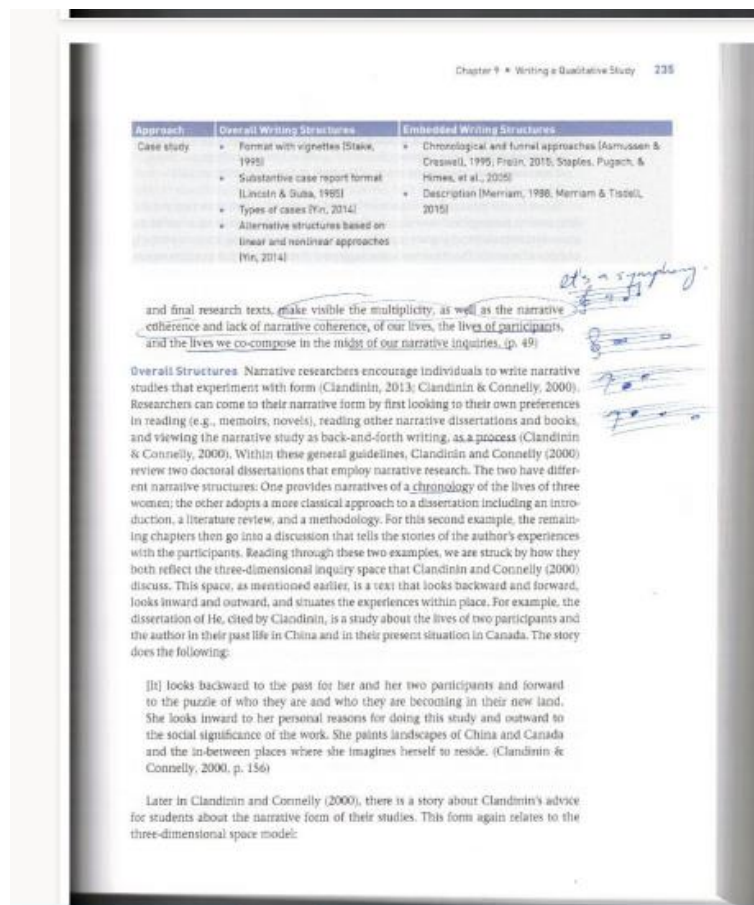 Chapter 9 • Writing a Qualitative Study 235
Approach Overall Writing Structures Embedded Writing Structures
Case study • Format with vignettes (Stake, • Chronological and funnel approaches (Asmussen &
1995) Creswell, 1995; Frelin, 2015; Staples, Pugach, &
• Substantive case report format Himes, et al., 2005)
(Lincoln & Guba, 1985) • Description (Merriam, 1998; Merriam & Tisdell,
• Types of cases (Yin, 2014) 2015)
• Alternative structures based on
linear and nonlinear approaches
(Yin, 2014)
It's a symphony.
and final research texts, make visible the multiplicity, as well as the narrative
coherence and lack of narrative coherence, of our lives, the lives of participants,
and the lives we co-compose in the midst of our narrative inquiries. (p. 49)
Overall Structures Narrative researchers encourage individuals to write narrative
studies that experiment with form (Clandinin, 2013; Clandinin & Connelly, 2000).
Researchers can come to their narrative form by first looking to their own preferences
in reading (e.g., memoirs, novels), reading other narrative dissertations and books,
and viewing the narrative study as back-and-forth writing, as a process (Clandinin
& Connelly, 2000). Within these general guidelines, Clandinin and Connelly (2000)
review two doctoral dissertations that employ narrative research. The two have differ-
ent narrative structures: One provides narratives of a chronology of the lives of three
women; the other adopts a more classical approach to a dissertation including an intro-
duction, a literature review, and a methodology. For this second example, the remain-
ing chapters then go into a discussion that tells the stories of the author's experiences
with the participants. Reading through these two examples, we are struck by how they
both reflect the three-dimensional inquiry space that Clandinin and Connelly (2000)
discuss. This space, as mentioned earlier, is a text that looks backward and forward,
looks inward and outward, and situates the experiences within place. For example, the
dissertation of He, cited by Clandinin, is a study about the lives of two participants and
the author in their past life in China and in their present situation in Canada. The story
does the following:
[It] looks backward to the past for her and her two participants and forward
to the puzzle of who they are and who they are becoming in their new land.
She looks inward to her personal reasons for doing this study and outward to
the social significance of the work. She paints landscapes of China and Canada
and the in-between places where she imagines herself to reside. (Clandinin &
Connelly, 2000, p. 156)
Later in Clandinin and Connelly (2000), there is a story about Clandinin's advice
for students about the narrative form of their studies. This form again relates to the
three-dimensional space model: